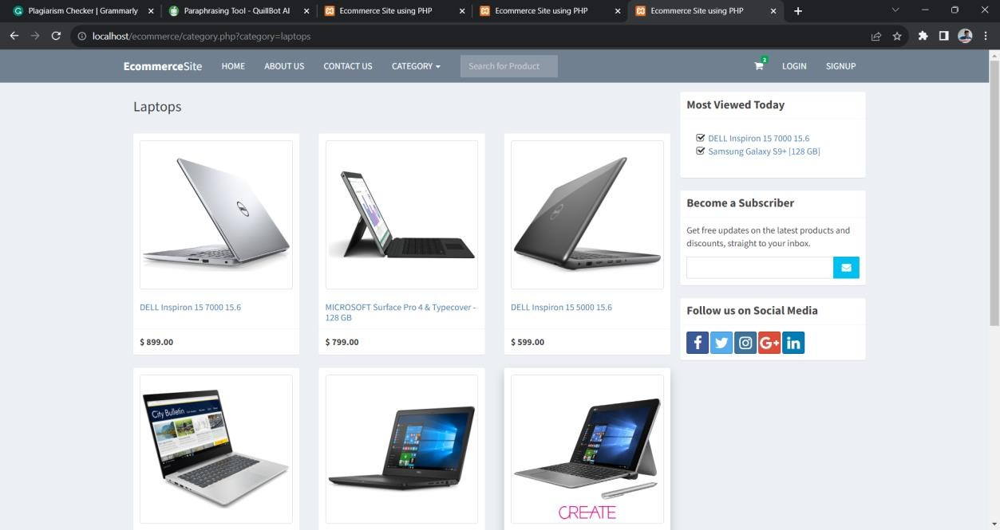 Plagiarism Checker | Grammarly
Paraphrasing Tool - QuillBot AI
Ecommerce Site using PHP
Ecommerce Site using PHP
Ecommerce Site using PHP
localhost/ecommerce/category.php?category=laptops
EcommerceSite
HOME
ABOUT US
CONTACT US
CATEGORY
Search for Product
2
LOGIN
SIGNUP
Laptops
DELL Inspiron 15 7000 15.6
$ 899.00
MICROSOFT Surface Pro 4 & Typecover -
128 GB
$ 799.00
DELL Inspiron 15 5000 15.6
$ 599.00
City Bulletin
CREATE
Most Viewed Today
DELL Inspiron 15 7000 15.6
Samsung Galaxy S9+ [128 GB]
Become a Subscriber
Get free updates on the latest products and
discounts, straight to your inbox.
Follow us on Social Media